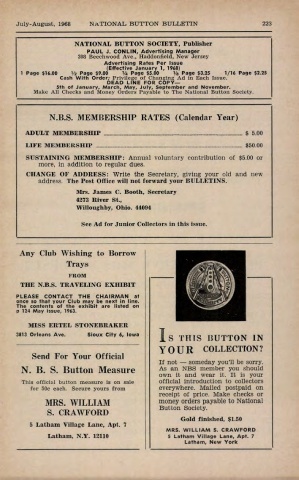 July-August, 1968 NATIONAL BUTTON BULLETIN 223
NATIONAL BUTTON SOCIETY, Publisher
PAUL J. CONLIN, Advertising Manager
Beechwood Ave., Haddonfield, New Jersey
Advertising Rates Per Issue
(Effective January 1, 1968)
1 Page $16.00 ½ Page $9.00 ¼ Page $5.00 ⅛ Page $3.25 1/16 Page $2.25
Cash With Order; Privilege of Changing Ad in Each Issue.
DEAD LINE FOR COPY—
5th of January, March, May, July, September and November.
Make All Checks and Money Orders Payable to The National Button Society.
N.B.S. MEMBERSHIP RATES (Calendar Year)
ADULT MEMBERSHIP $ 5.00
LIFE MEMBERSHIP $50.00
SUSTAINING MEMBERSHIP: Annual voluntary contribution of $5.00 or
more, in addition to regular dues.
CHANGE OF ADDRESS: Write the Secretary, giving your old and new
address. The Post Office will not forward your BULLETINS.
Mrs. James C. Booth, Secretary
4273 River St.,
Willoughby, Ohio. 44094
See Ad for Junior Collectors in this issue.
Any Club Wishing to Borrow
Trays
FROM
THE N.B.S. TRAVELING EXHIBIT
PLEASE CONTACT THE CHAIRMAN at
once so that your Club may be next in line.
The contents of the exhibit are listed on
p 124 May issue, 1963.
MISS ERTEL STONEBRAKER
3812 Orleans Ave. Sioux City 6, Iowa
Send For Your Official
N. B. S. Button Measure
This official button measure is on sale
for 50c each. Secure yours from
MRS. WILLIAM
S. CRAWFORD
5 Latham Village Lane, Apt. 7
Latham, N.Y. 12110
IS THIS BUTTON IN
YOUR COLLECTION?
If not — someday you'll be sorry.
As an NBS member you should
own it and wear it. It is your
official introduction to collectors
everywhere. Mailed postpaid on
receipt of price. Make checks or
money orders payable to National
Button Society.
Gold finished, $1.50
MRS. WILLIAM S. CRAWFORD
5 Latham Village Lane, Apt. 7
Latham, New York